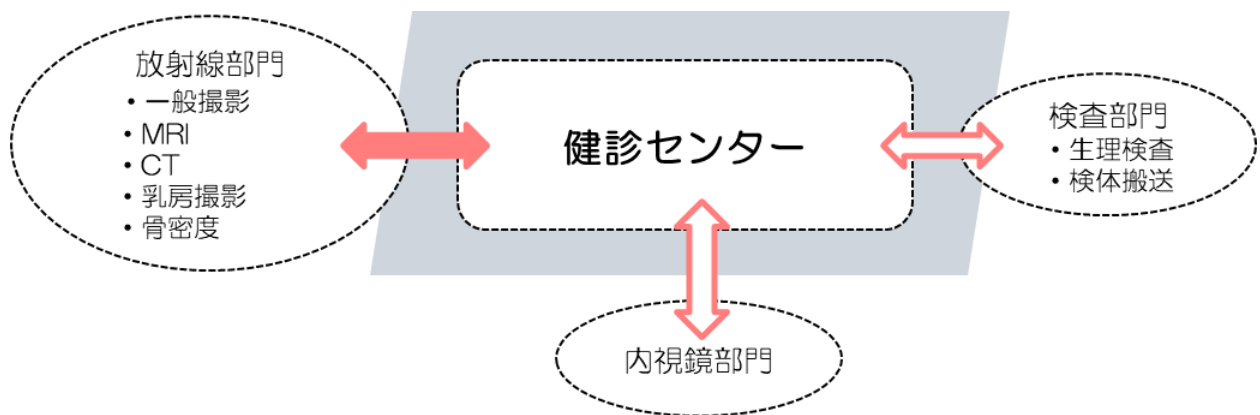 放射線部門
・一般撮影
・MRI
・CT
・乳房撮影
・骨密度
健診センター
検査部門
・生理検査
・検体搬送
内視鏡部門